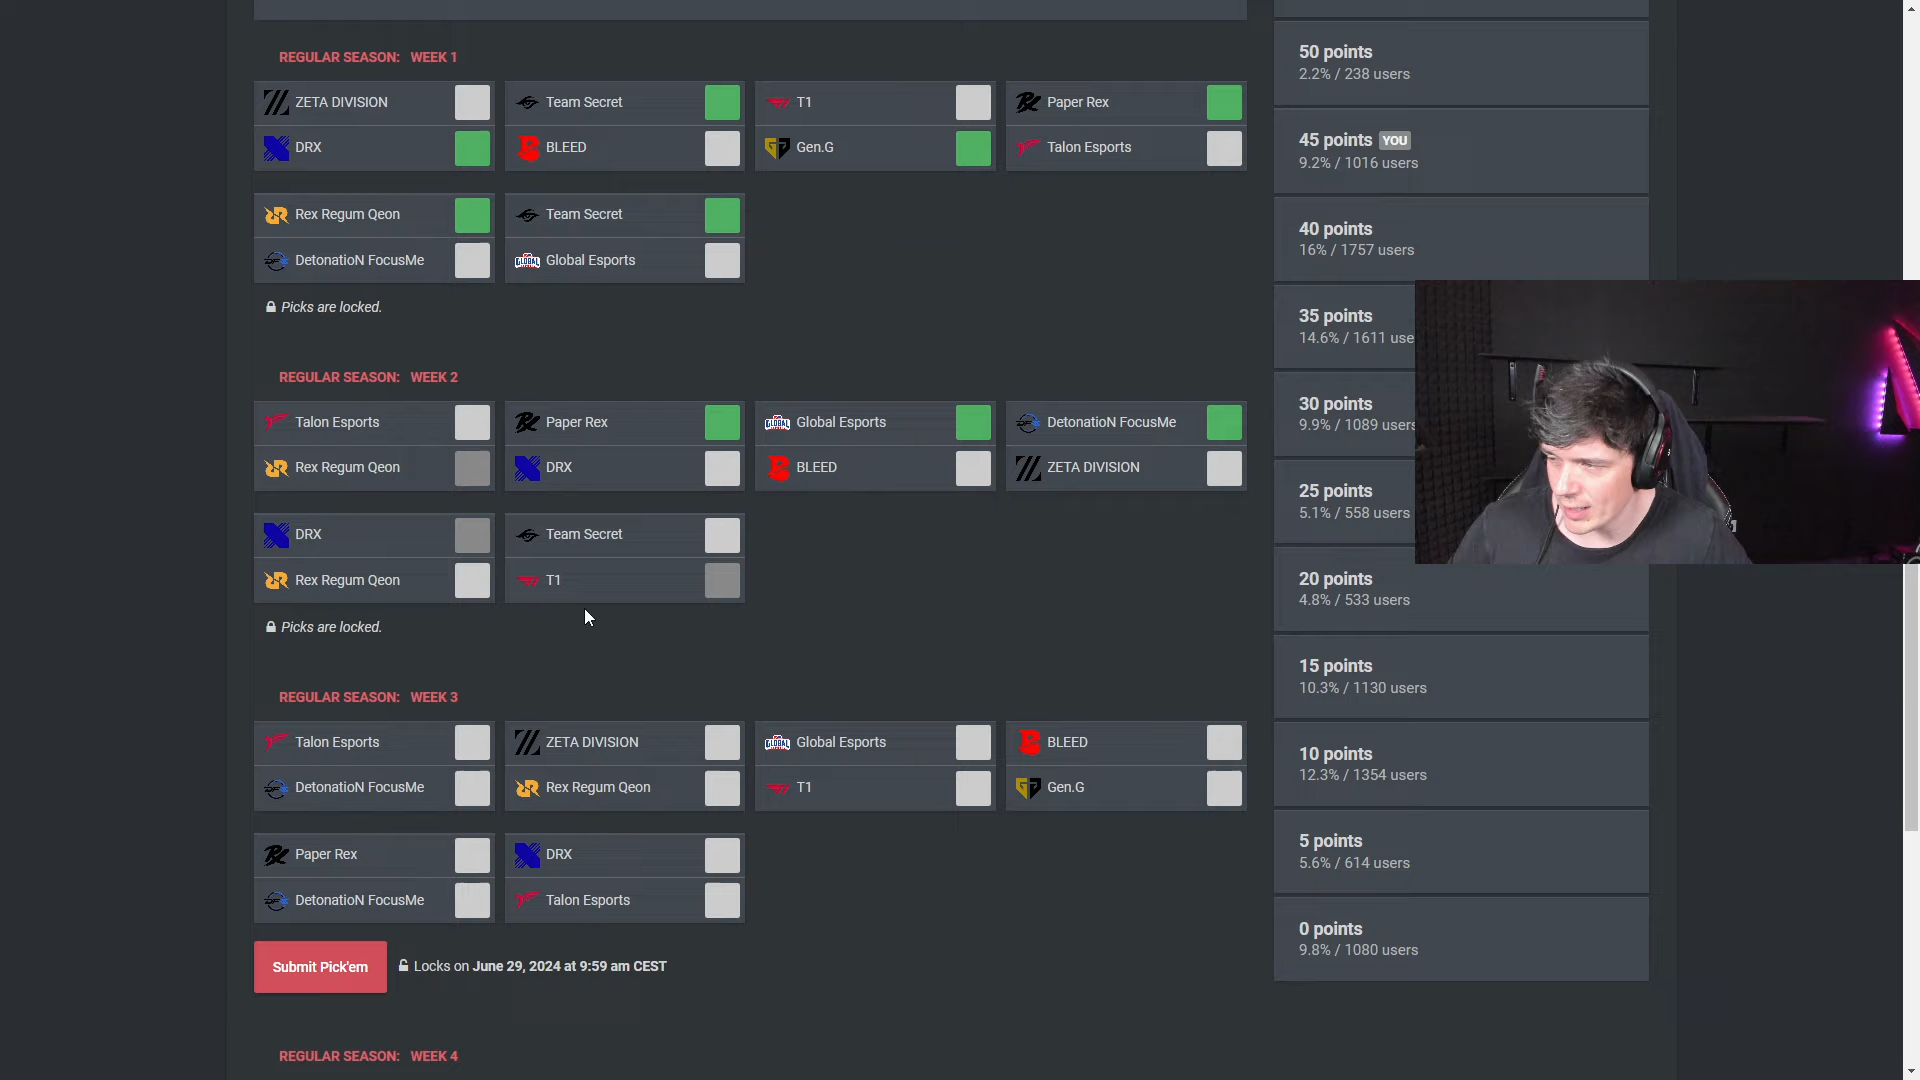 REGULAR SEASON: WEEK 1
ZETA DIVISION
DRX
Team Secret
BLEED
T1
Gen.G
Paper Rex
Talon Esports
Rex Regum Qeon
DetonatioN FocusMe
Team Secret
Global Esports
Picks are locked.
REGULAR SEASON: WEEK 2
Talon Esports
Rex Regum Qeon
Paper Rex
DRX
Global Esports
BLEED
DetonatioN FocusMe
ZETA DIVISION
DRX
Rex Regum Qeon
Team Secret
T1
Picks are locked.
REGULAR SEASON: WEEK 3
Talon Esports
DetonatioN FocusMe
ZETA DIVISION
Rex Regum Qeon
Global Esports
T1
BLEED
Gen.G
Paper Rex
DetonatioN FocusMe
DRX
Talon Esports
Submit Pick'em
Locks on June 29, 2024 at 9:59 am CEST
REGULAR SEASON: WEEK 4
50 points
2.2% / 238 users
45 points YOU
9.2% / 1016 users
40 points
16% / 1757 users
35 points
14.6% / 1611 use
30 points
9.9% / 1089 users
25 points
5.1% / 558 users
20 points
4.8% / 533 users
15 points
10.3% / 1130 users
10 points
12.3% / 1354 users
5 points
5.6% / 614 users
0 points
9.8% / 1080 users